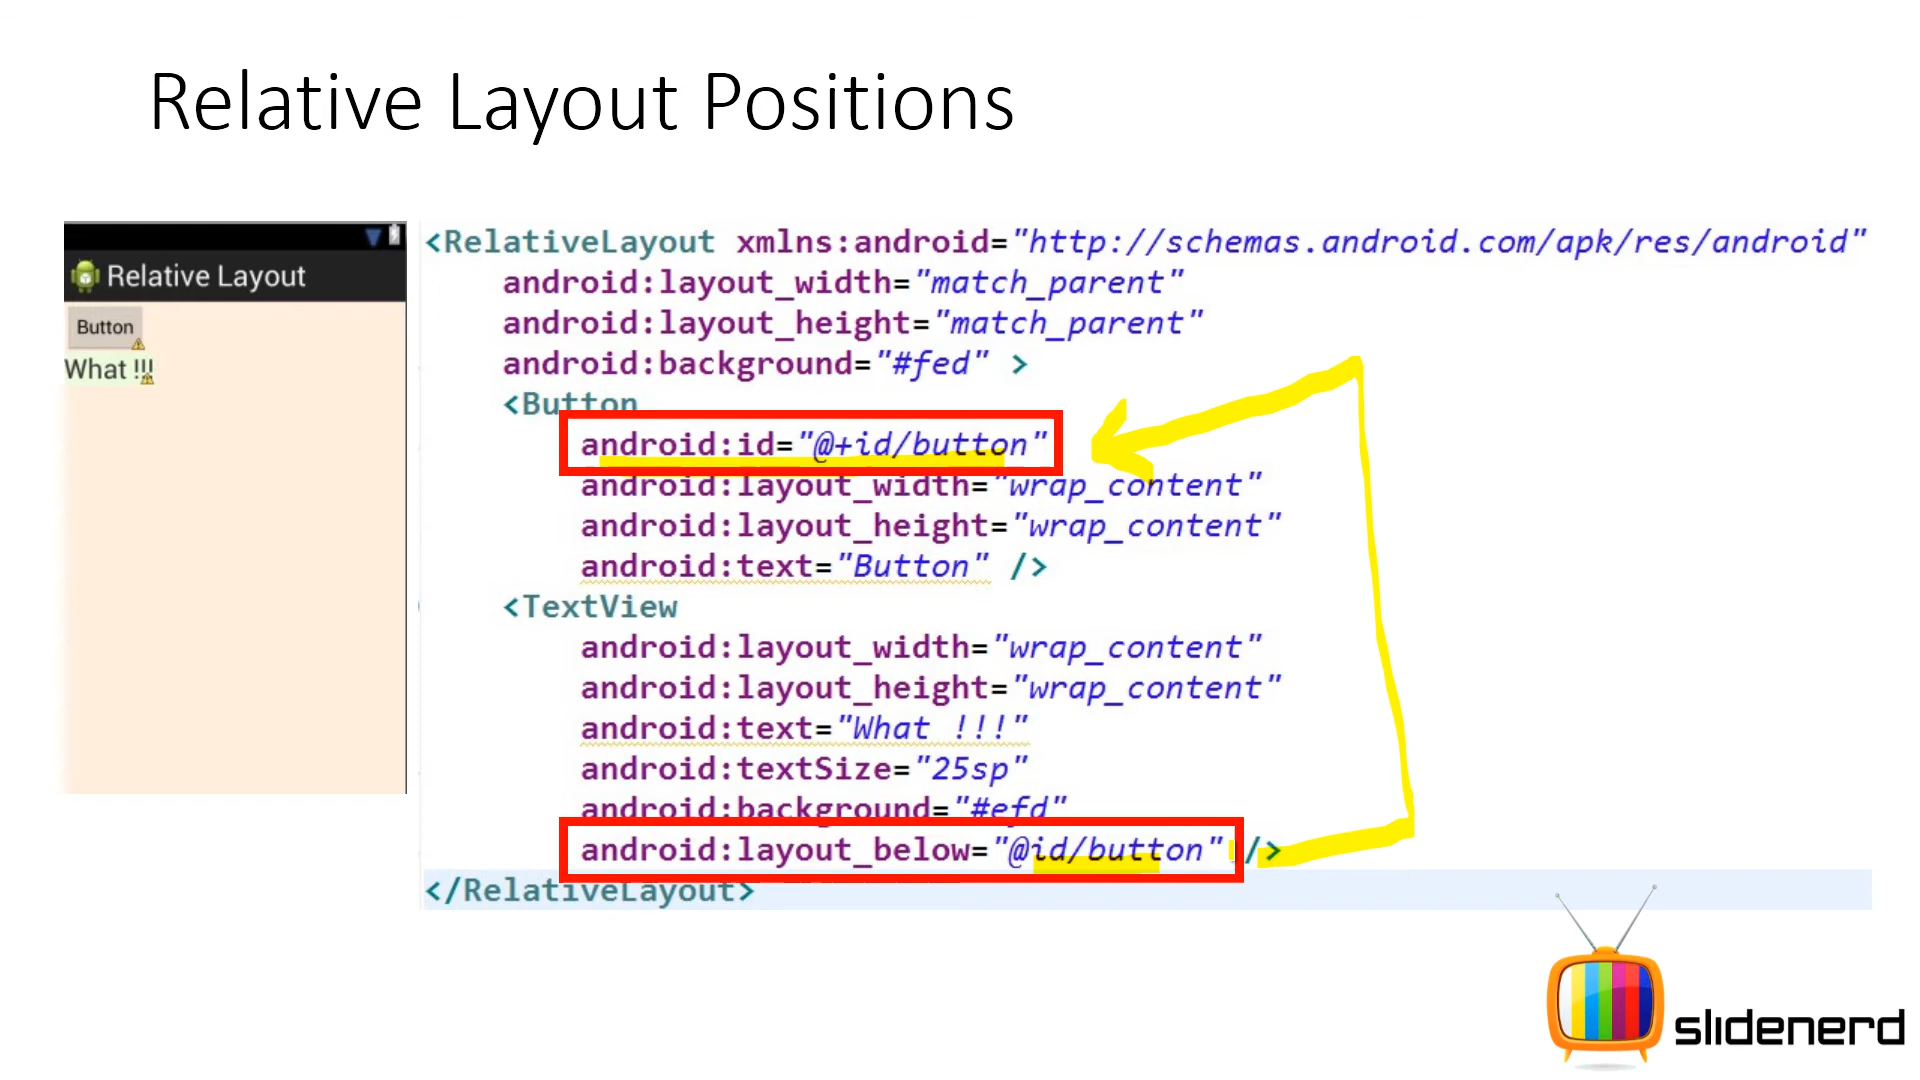 Relative Layout Positions
Relative Layout
Button
What !!!
<RelativeLayout xmlns:android="http://schemas.android.com/apk/res/android"
android:layout_width="match_parent"
android:layout_height="match_parent"
android:background="#fed" >
<Button
android:id="@+id/button"
android:layout_width="wrap_content"
android:layout_height="wrap_content"
android:text="Button" />
<TextView
android:layout_width="wrap_content"
android:layout_height="wrap_content"
android:text="What !!!"
android:textSize="25sp"
android:background="#efd"
android:layout_below="@id/button" />
</RelativeLayout>
slidenerd